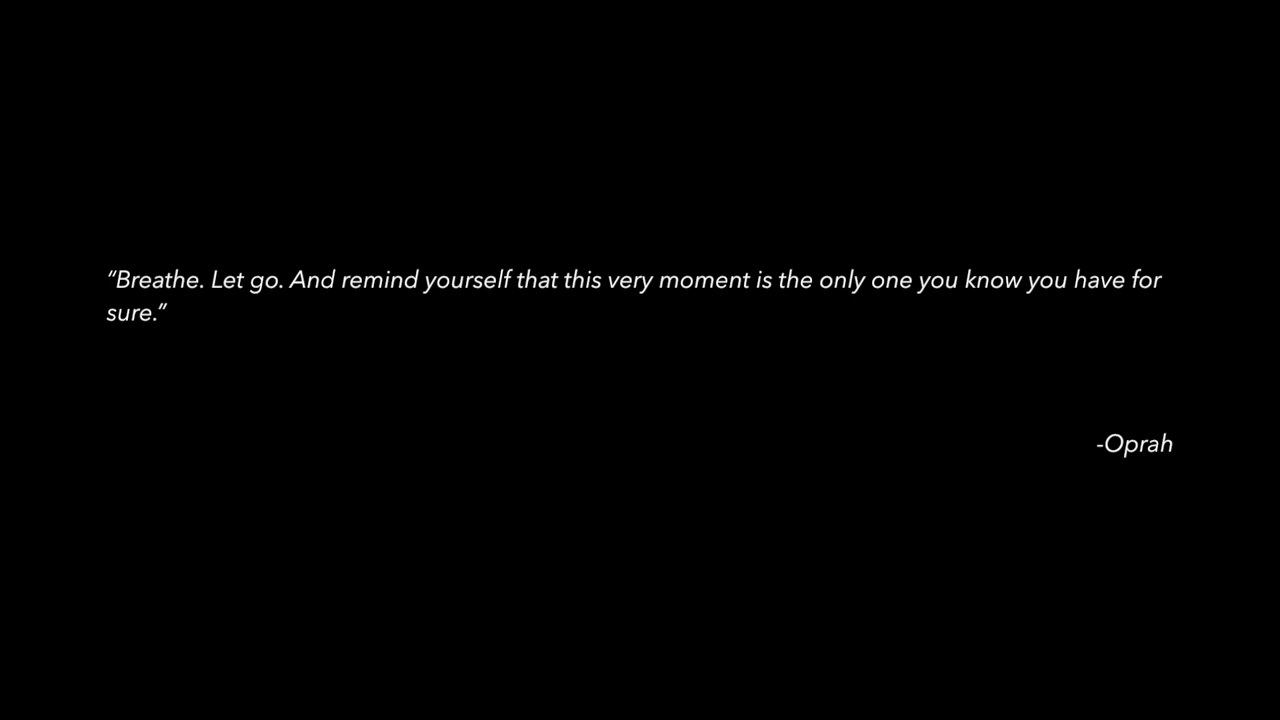 “Breathe. Let go. And remind yourself that this very moment is the only one you know you have for
sure.”
-Oprah